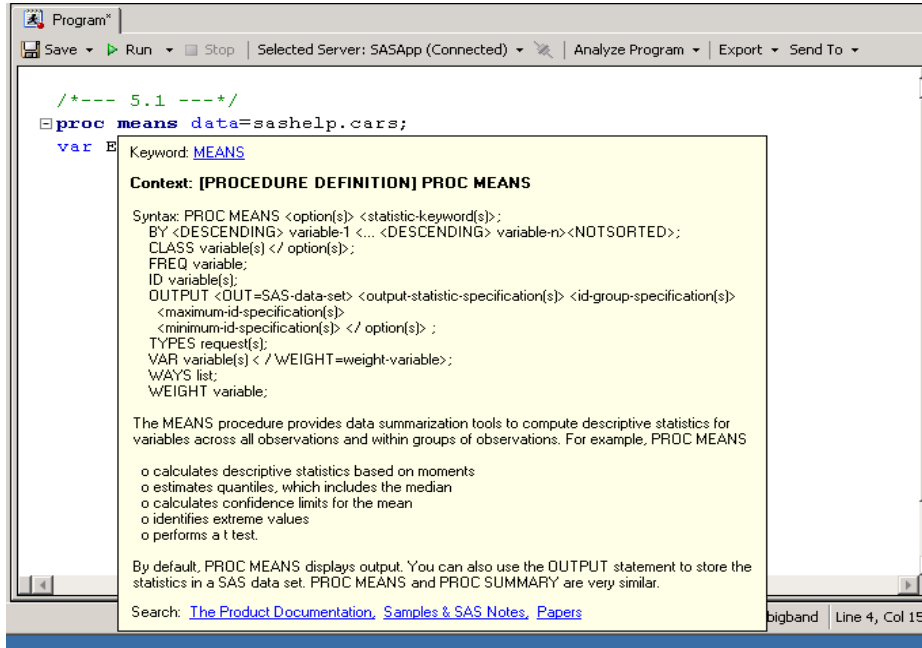 Program*
Save Run Stop Selected Server: SASApp (Connected) Analyze Program Export Send To
/*--- 5.1 ---*/
proc means data=sashelp.cars;
var E
Keyword: MEANS
Context: [PROCEDURE DEFINITION] PROC MEANS
Syntax: PROC MEANS <option(s)> <statistic-keyword(s)>;
BY <DESCENDING> variable-1 <... <DESCENDING> variable-n><NOTSORTED>;
CLASS variable(s) </ option(s)>;
FREQ variable;
ID variable(s);
OUTPUT <OUT=SAS-data-set> <output-statistic-specification(s)> <id-group-specification(s)>
<maximum-id-specification(s)>
<minimum-id-specification(s)> </ option(s)> ;
TYPES request(s);
VAR variable(s) < / WEIGHT=weight-variable>;
WAYS list;
WEIGHT variable;
The MEANS procedure provides data summarization tools to compute descriptive statistics for
variables across all observations and within groups of observations. For example, PROC MEANS
o calculates descriptive statistics based on moments
o estimates quantiles, which includes the median
o calculates confidence limits for the mean
o identifies extreme values
o performs a t test.
By default, PROC MEANS displays output. You can also use the OUTPUT statement to store the
statistics in a SAS data set. PROC MEANS and PROC SUMMARY are very similar.
Search: The Product Documentation, Samples & SAS Notes, Papers
bigband Line 4, Col 15